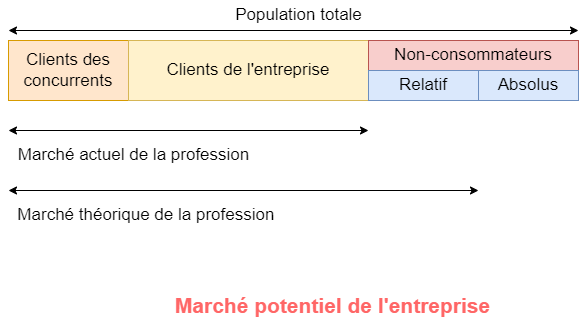 Population totale
Clients des
concurrents
Clients de l'entreprise
Non-consommateurs
Relatif
Absolus
Marché actuel de la profession
Marché théorique de la profession
Marché potentiel de l'entreprise